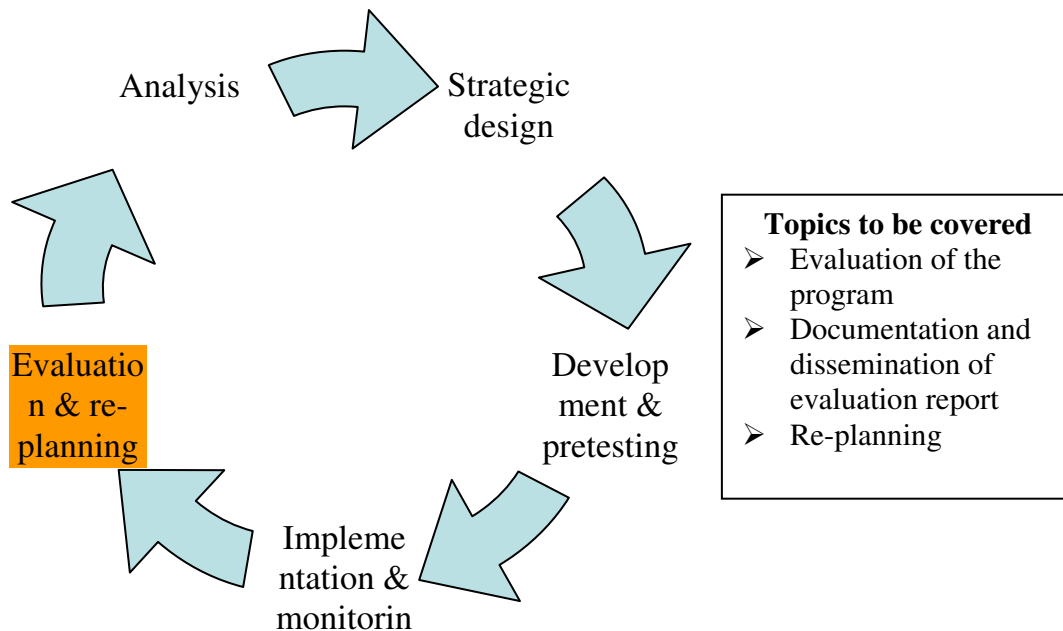 Analysis
Strategic
design
Develop
ment &
pretesting
Impleme
ntation &
monitorin
Evaluatio
n & re-
planning
Topics to be covered
➢ Evaluation of the
program
➢ Documentation and
dissemination of
evaluation report
➢ Re-planning